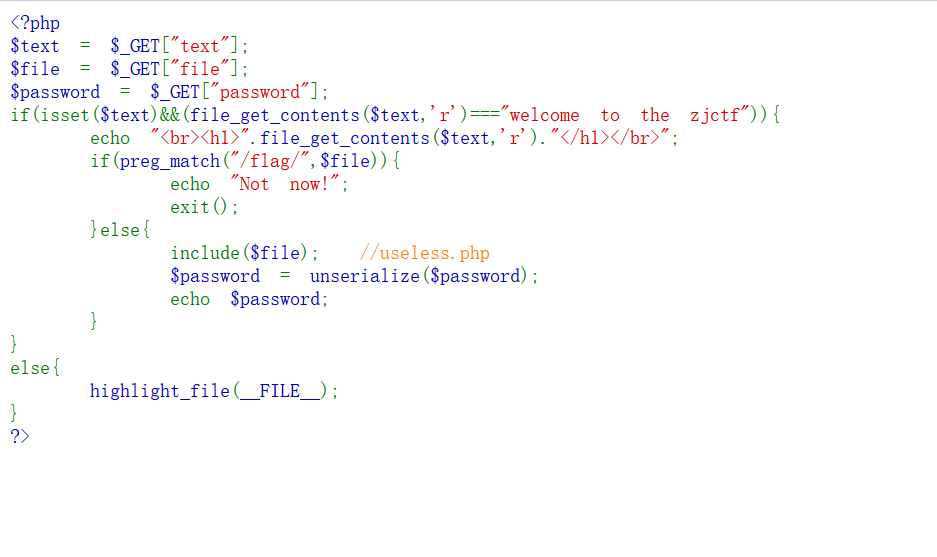 <?php
$text = $_GET["text"];
$file = $_GET["file"];
$password = $_GET["password"];
if(isset($text)&&(file_get_contents($text,'r')==="welcome to the zjctf")){
echo "<br><h1>".file_get_contents($text,'r')."</h1></br>";
if(preg_match("/flag/",$file)){
echo "Not now!";
exit();
}else{
include($file); //useless.php
$password = unserialize($password);
echo $password;
}
}
else{
highlight_file(__FILE__);
}
?>